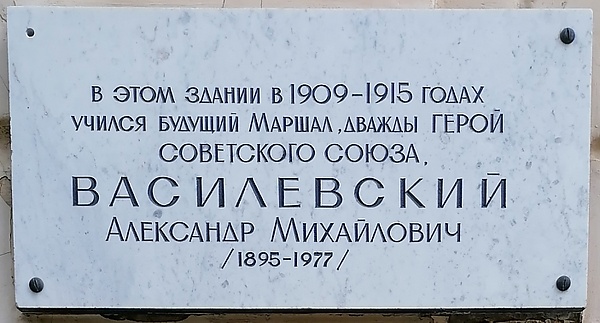 В ЭТОМ ЗДАНИИ В 1909-1915 ГОДАХ
УЧИЛСЯ БУДУЩИЙ МАРШАЛ, ДВАЖДЫ ГЕРОЙ
СОВЕТСКОГО СОЮЗА,
ВАСИЛЕВСКИЙ
АЛЕКСАНДР МИХАЙЛОВИЧ
/1895-1977/